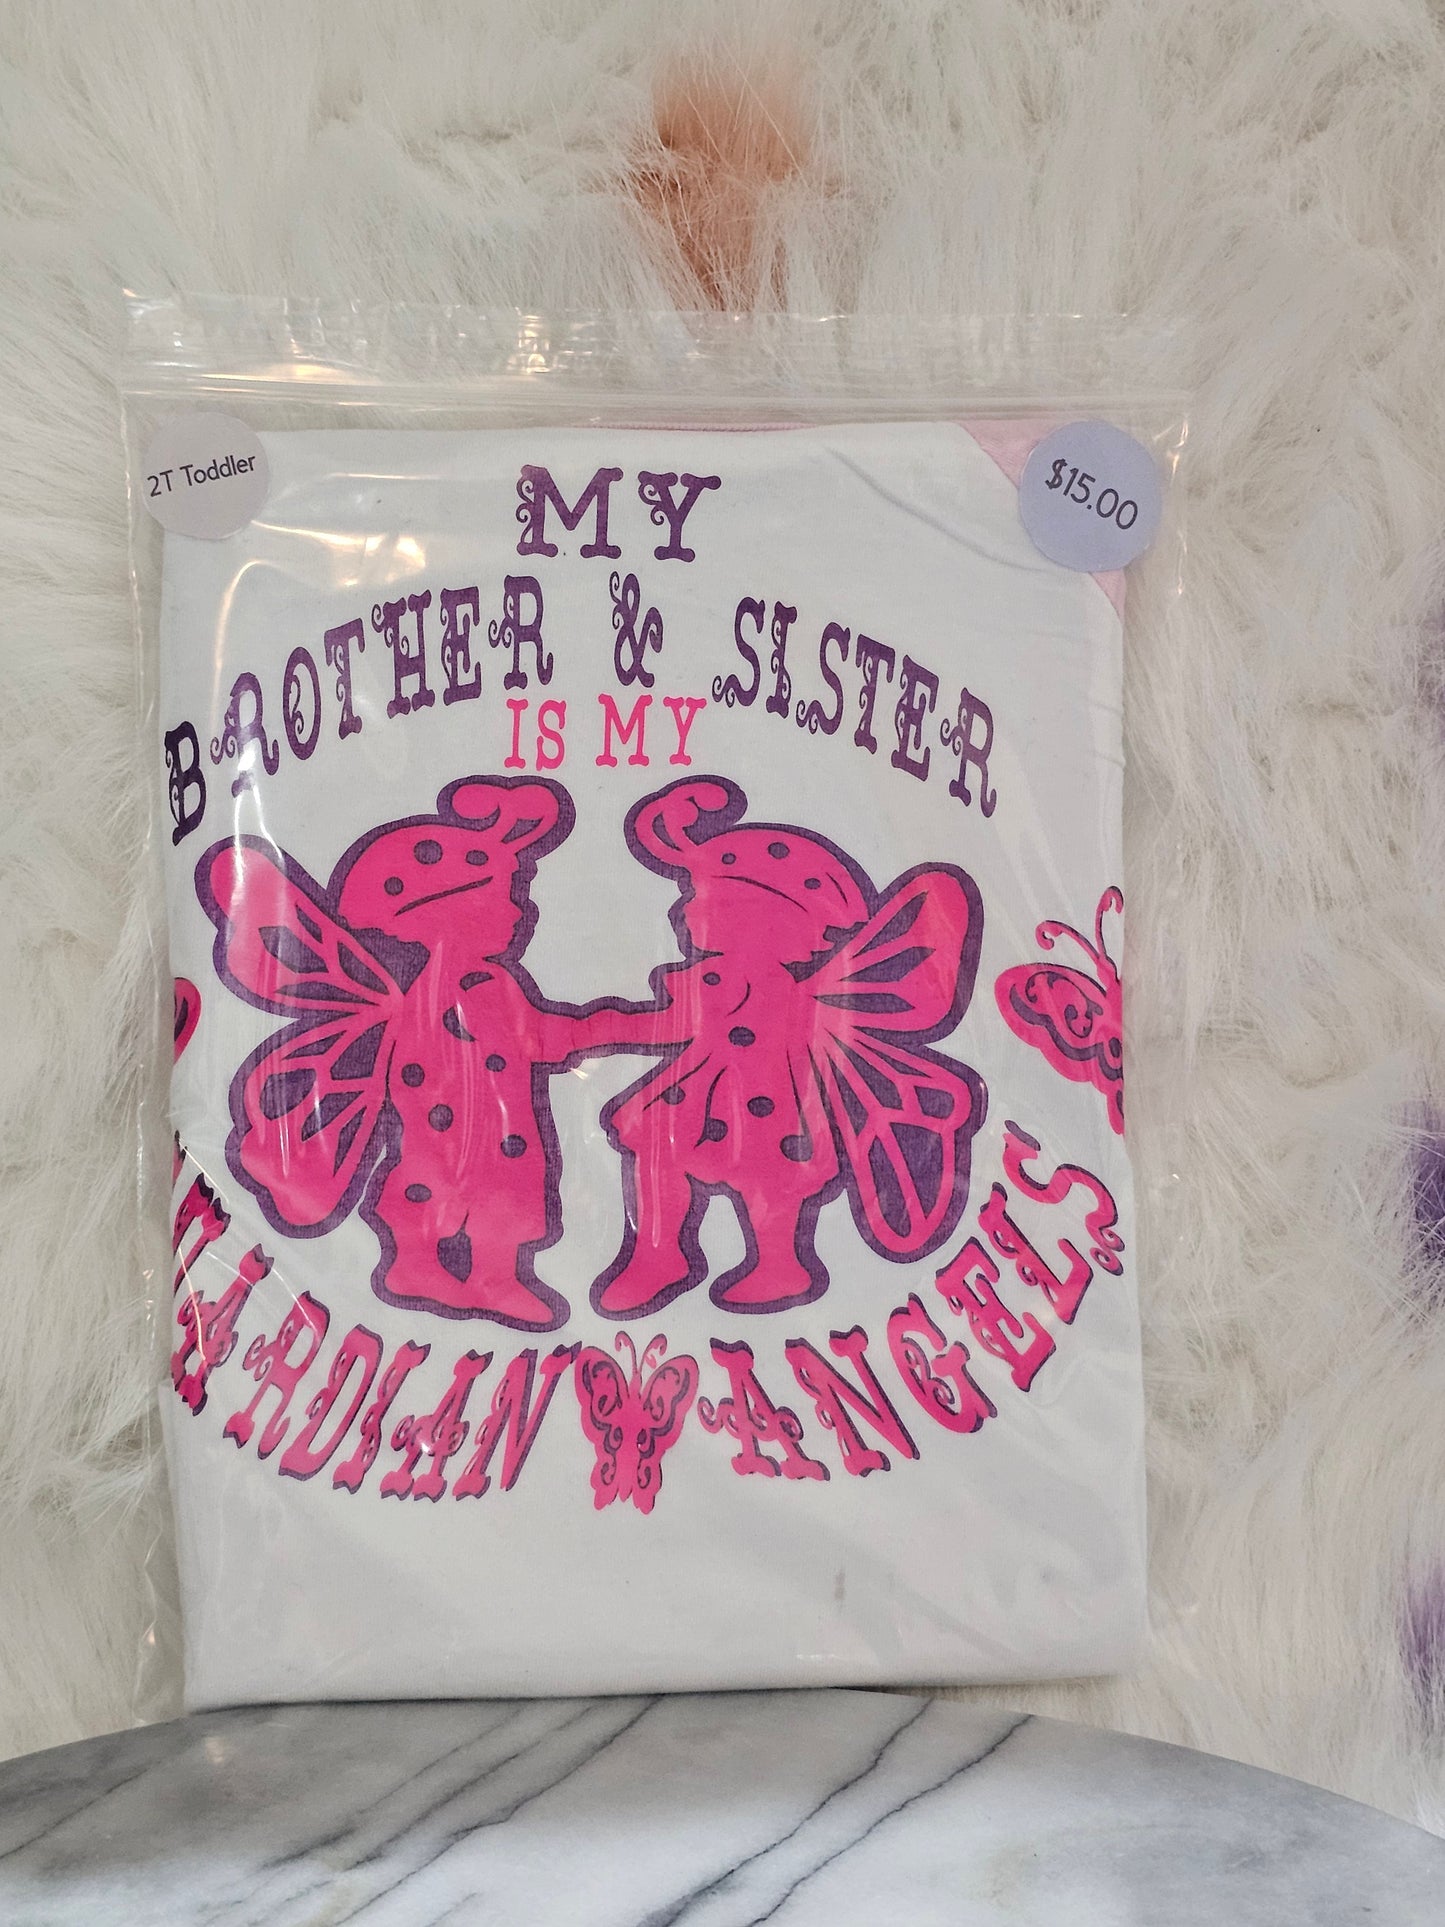 2T Toddler
$15.00
MY
BROTHER & SISTER
IS MY
ANGELS